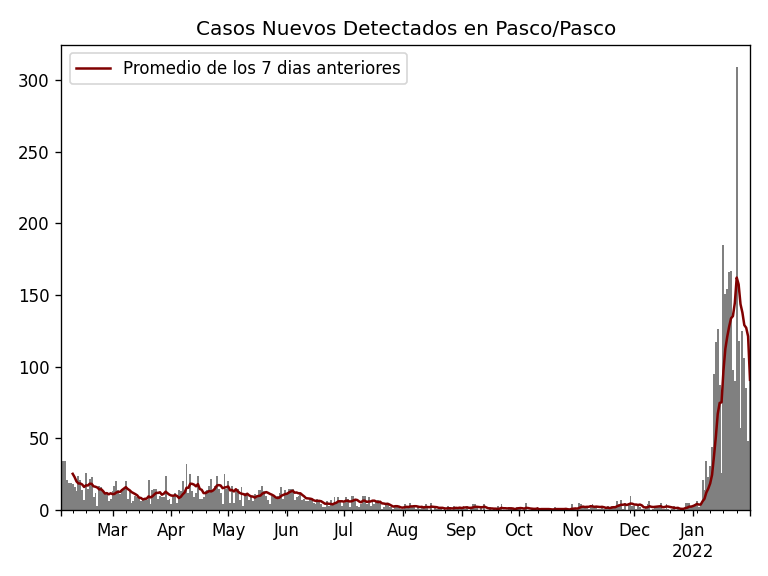 Casos Nuevos Detectados en Pasco/Pasco
Promedio de los 7 dias anteriores
300
250
200
150
100
50
0
Mar Apr May Jun Jul Aug Sep Oct Nov Dec Jan
2022